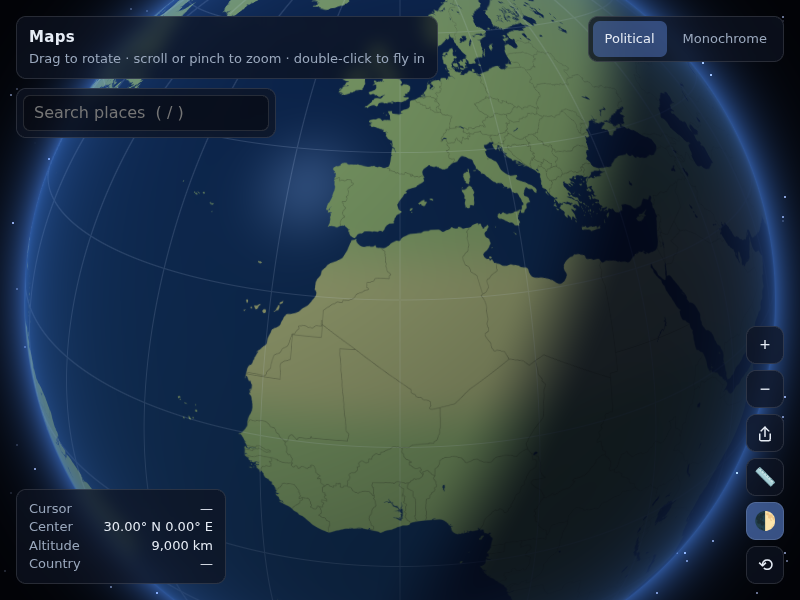 Maps
Drag to rotate · scroll or pinch to zoom · double-click to fly in
Search places ( / )
Political Monochrome
+
−
Cursor —
Center 30.00° N 0.00° E
Altitude 9,000 km
Country —